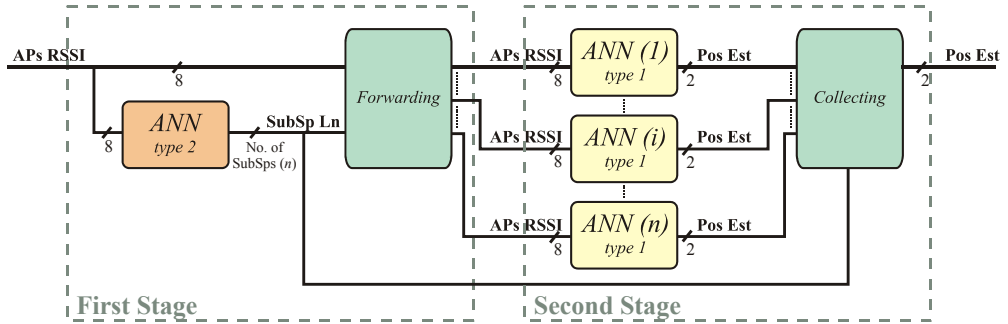 APs RSSI
8
8
ANN
type 2
SubSp Ln
No. of
SubSps (n)
Forwarding
First Stage
APs RSSI
8
ANN (1)
type 1
2
Pos Est
APs RSSI
8
ANN (i)
type 1
2
Pos Est
APs RSSI
8
ANN (n)
type 1
2
Pos Est
Collecting
2
Pos Est
Second Stage